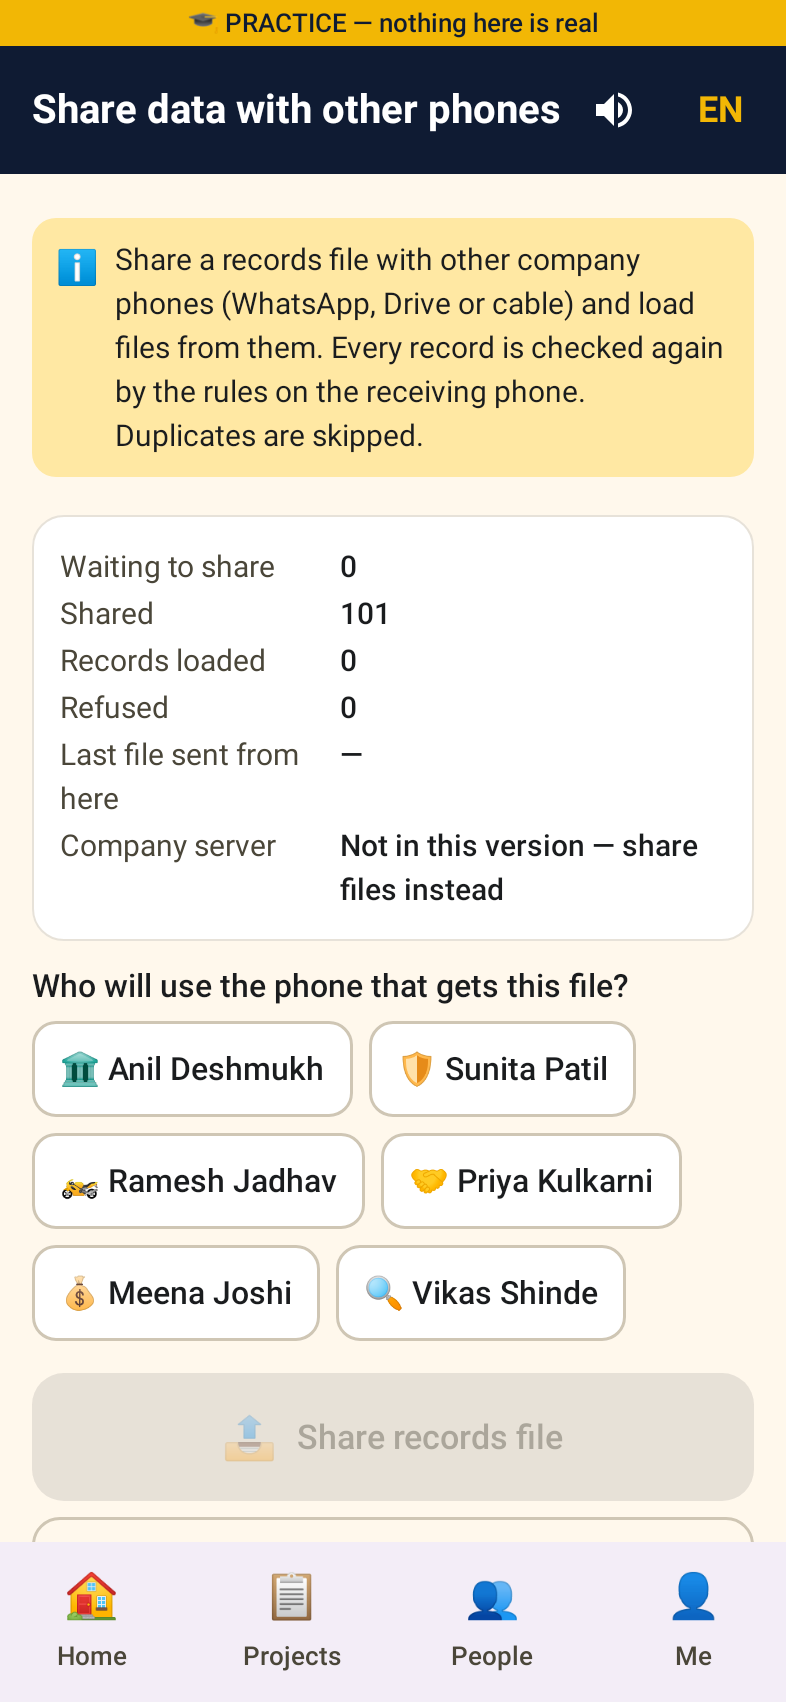 PRACTICE — nothing here is real
Share data with other phones
EN
Share a records file with other company
phones (WhatsApp, Drive or cable) and load
files from them. Every record is checked again
by the rules on the receiving phone.
Duplicates are skipped.
Waiting to share 0
Shared 101
Records loaded 0
Refused 0
Last file sent from —
here
Company server Not in this version — share
files instead
Who will use the phone that gets this file?
Anil Deshmukh
Sunita Patil
Ramesh Jadhav
Priya Kulkarni
Meena Joshi
Vikas Shinde
Share records file
Home
Projects
People
Me